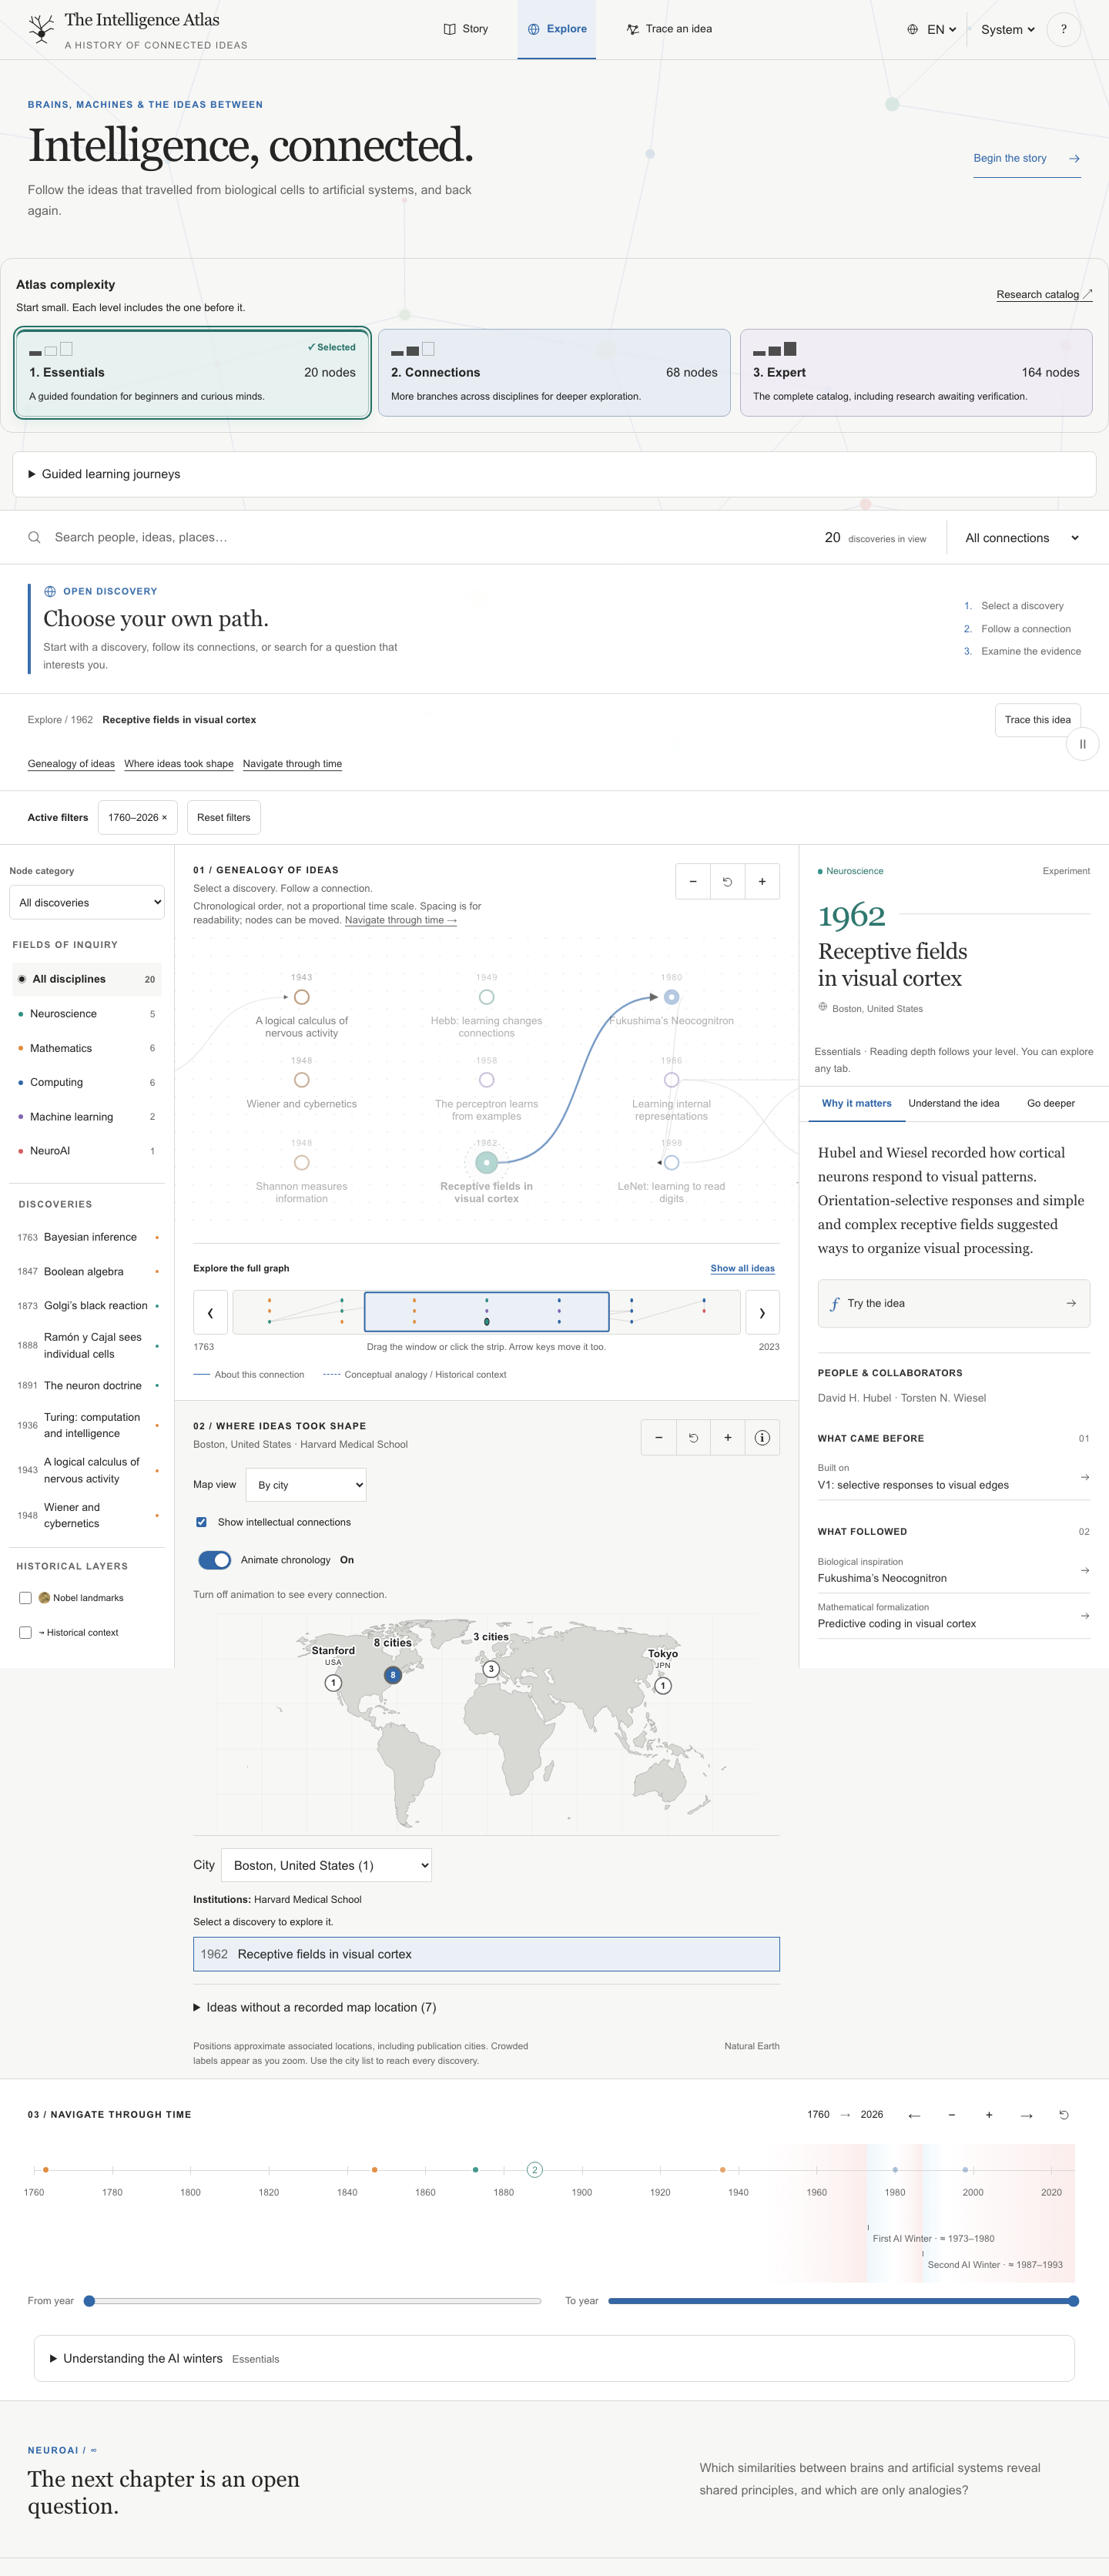 The Intelligence Atlas
A HISTORY OF CONNECTED IDEAS
Story
Explore
Trace an idea
EN
System
?
BRAINS, MACHINES & THE IDEAS BETWEEN
Intelligence, connected.
Follow the ideas that travelled from biological cells to artificial systems, and back
again.
Begin the story →
Atlas complexity
Start small. Each level includes the one before it.
Research catalog ↗
✓ Selected
1. Essentials
20 nodes
A guided foundation for beginners and curious minds.
2. Connections
68 nodes
More branches across disciplines for deeper exploration.
3. Expert
164 nodes
The complete catalog, including research awaiting verification.
▶ Guided learning journeys
Search people, ideas, places…
20 discoveries in view
All connections
OPEN DISCOVERY
Choose your own path.
Start with a discovery, follow its connections, or search for a question that
interests you.
1. Select a discovery
2. Follow a connection
3. Examine the evidence
Explore / 1962 Receptive fields in visual cortex
Trace this idea
Genealogy of ideas Where ideas took shape Navigate through time
Active filters 1760–2026 × Reset filters
Node category
All discoveries
FIELDS OF INQUIRY
All disciplines 20
Neuroscience 5
Mathematics 6
Computing 6
Machine learning 2
NeuroAI 1
DISCOVERIES
1763 Bayesian inference
1847 Boolean algebra
1873 Golgi’s black reaction
1888 Ramón y Cajal sees
individual cells
1891 The neuron doctrine
1936 Turing: computation
and intelligence
1943 A logical calculus of
nervous activity
1948 Wiener and
cybernetics
HISTORICAL LAYERS
Nobel landmarks
⇝ Historical context
01 / GENEALOGY OF IDEAS
Select a discovery. Follow a connection.
Chronological order, not a proportional time scale. Spacing is for
readability; nodes can be moved. Navigate through time →
− +
1943
A logical calculus of
nervous activity
1949
Hebb: learning changes
connections
1980
Fukushima’s Neocognitron
1948
Wiener and cybernetics
1958
The perceptron learns
from examples
1986
Learning internal
representations
1948
Shannon measures
information
1962
Receptive fields in
visual cortex
1998
LeNet: learning to read
digits
Explore the full graph
Show all ideas
1763
Drag the window or click the strip. Arrow keys move it too.
2023
About this connection
Conceptual analogy / Historical context
02 / WHERE IDEAS TOOK SHAPE
Boston, United States · Harvard Medical School
− + i
Map view By city
Show intellectual connections
Animate chronology On
Turn off animation to see every connection.
Stanford
USA
1
8 cities
8
3 cities
3
Tokyo
JPN
1
City Boston, United States (1)
Institutions: Harvard Medical School
Select a discovery to explore it.
1962 Receptive fields in visual cortex
▶ Ideas without a recorded map location (7)
Positions approximate associated locations, including publication cities. Crowded
labels appear as you zoom. Use the city list to reach every discovery.
Natural Earth
Neuroscience
Experiment
1962
Receptive fields
in visual cortex
Boston, United States
Essentials · Reading depth follows your level. You can explore
any tab.
Why it matters
Understand the idea
Go deeper
Hubel and Wiesel recorded how cortical
neurons respond to visual patterns.
Orientation-selective responses and simple
and complex receptive fields suggested
ways to organize visual processing.
ƒ Try the idea →
PEOPLE & COLLABORATORS
David H. Hubel · Torsten N. Wiesel
WHAT CAME BEFORE 01
Built on
V1: selective responses to visual edges →
WHAT FOLLOWED 02
Biological inspiration
Fukushima’s Neocognitron →
Mathematical formalization
Predictive coding in visual cortex →
03 / NAVIGATE THROUGH TIME
1760 → 2026 ← − + →
2
1760 1780 1800 1820 1840 1860 1880 1900 1920 1940 1960 1980 2000 2020
First AI Winter · ≈ 1973–1980
Second AI Winter · ≈ 1987–1993
From year
To year
▶ Understanding the AI winters Essentials
NEUROAI / ∞
The next chapter is an open
question.
Which similarities between brains and artificial systems reveal
shared principles, and which are only analogies?